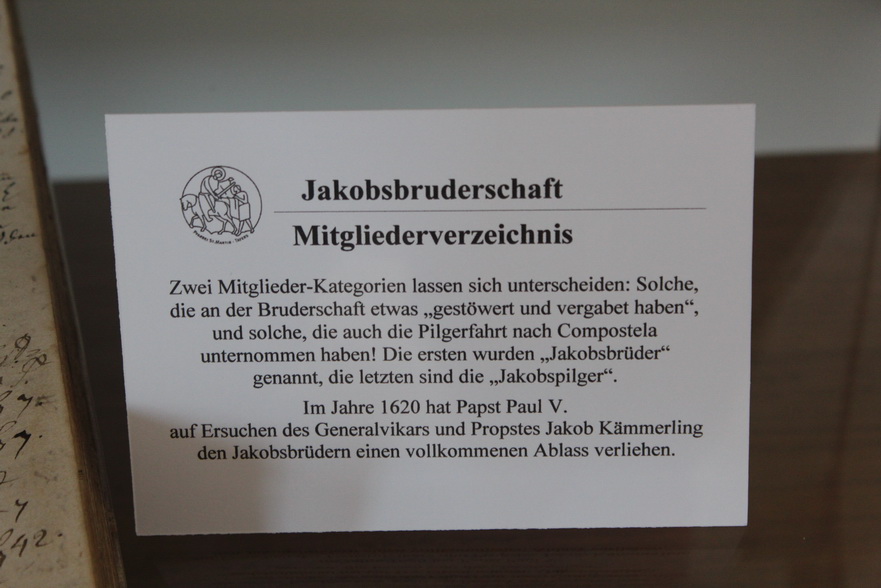 Jakobsbruderschaft
Mitgliederverzeichnis
Zwei Mitglieder-Kategorien lassen sich unterscheiden: Solche,
die an der Bruderschaft etwas „gestöwert und vergabet haben“,
und solche, die auch die Pilgerfahrt nach Compostela
unternommen haben! Die ersten wurden „Jakobsbrüder“
genannt, die letzten sind die „Jakobspilger“.
Im Jahre 1620 hat Papst Paul V.
auf Ersuchen des Generalvikars und Propstes Jakob Kämmerling
den Jakobsbrüdern einen vollkommenen Ablass verliehen.